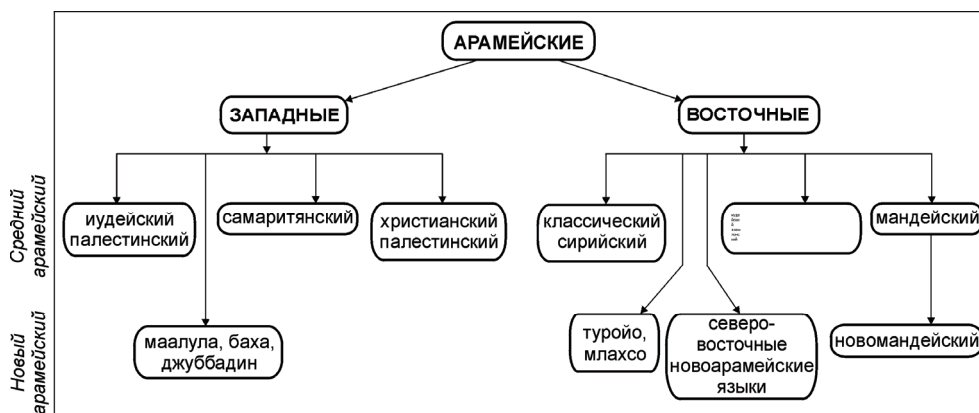 АРАМЕЙСКИЕ
ЗАПАДНЫЕ
ВОСТОЧНЫЕ
Средний
арамейский
иудейский
палестинский
самаритянский
христианский
палестинский
классический
сирийский
мандейский
Новый
арамейский
маалула, баха,
джуббадин
туройо,
млахсо
северо-
восточные
новоарамейские
языки
новомандейский